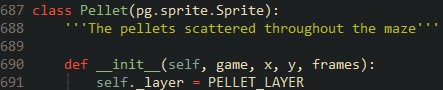 687 class Pellet(pg.sprite.Sprite):
688     '''The pellets scattered throughout the maze'''
689
690     def __init__(self, game, x, y, frames):
691         self._layer = PELLET_LAYER